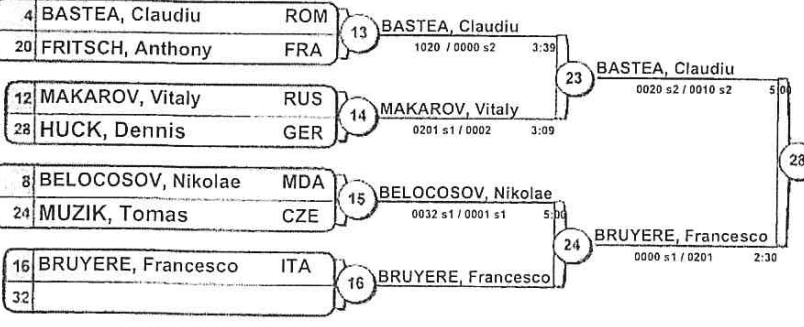 4 BASTEA, Claudiu ROM
20 FRITSCH, Anthony FRA
13
BASTEA, Claudiu
1020 / 0000 s2 3:39
12 MAKAROV, Vitaly RUS
28 HUCK, Dennis GER
14
MAKAROV, Vitaly
0201 s1 / 0002 3:09
23
BASTEA, Claudiu
0020 s2 / 0010 s2 5:00
8 BELOCOSOV, Nikolae MDA
24 MUZIK, Tomas CZE
15
BELOCOSOV, Nikolae
0032 s1 / 0001 s1 5:00
16 BRUYERE, Francesco ITA
32
16
BRUYERE, Francesco
24
BRUYERE, Francesco
0000 s1 / 0201 2:30
28